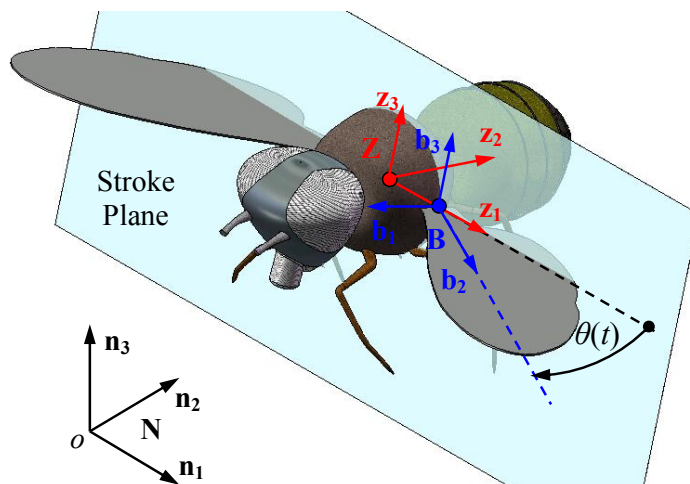 z₃
Z
b₃
z₂
Stroke
Plane
b₁
B
z₁
b₂
θ(t)
n₃
n₂
N
o
n₁